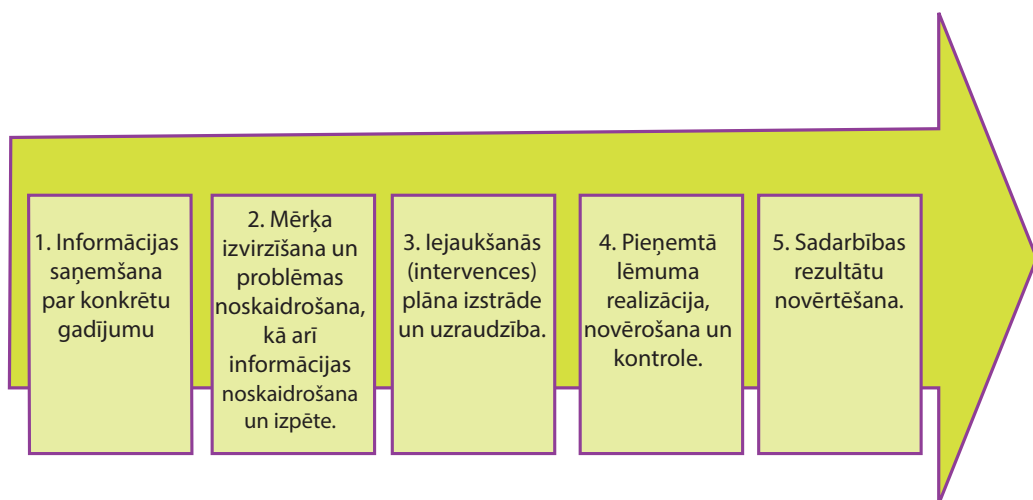 1. Informācijas
saņemšana
par konkrētu
gadījumu
2. Mērķa
izvirzīšana un
problēmas
noskaidrošana,
kā arī
informācijas
noskaidrošana
un izpēte.
3. Iejaukšanās
(intervences)
plāna izstrāde
un uzraudzība.
4. Pieņemtā
lēmuma
realizācija,
novērošana un
kontrole.
5. Sadarbības
rezultātu
novērtēšana.